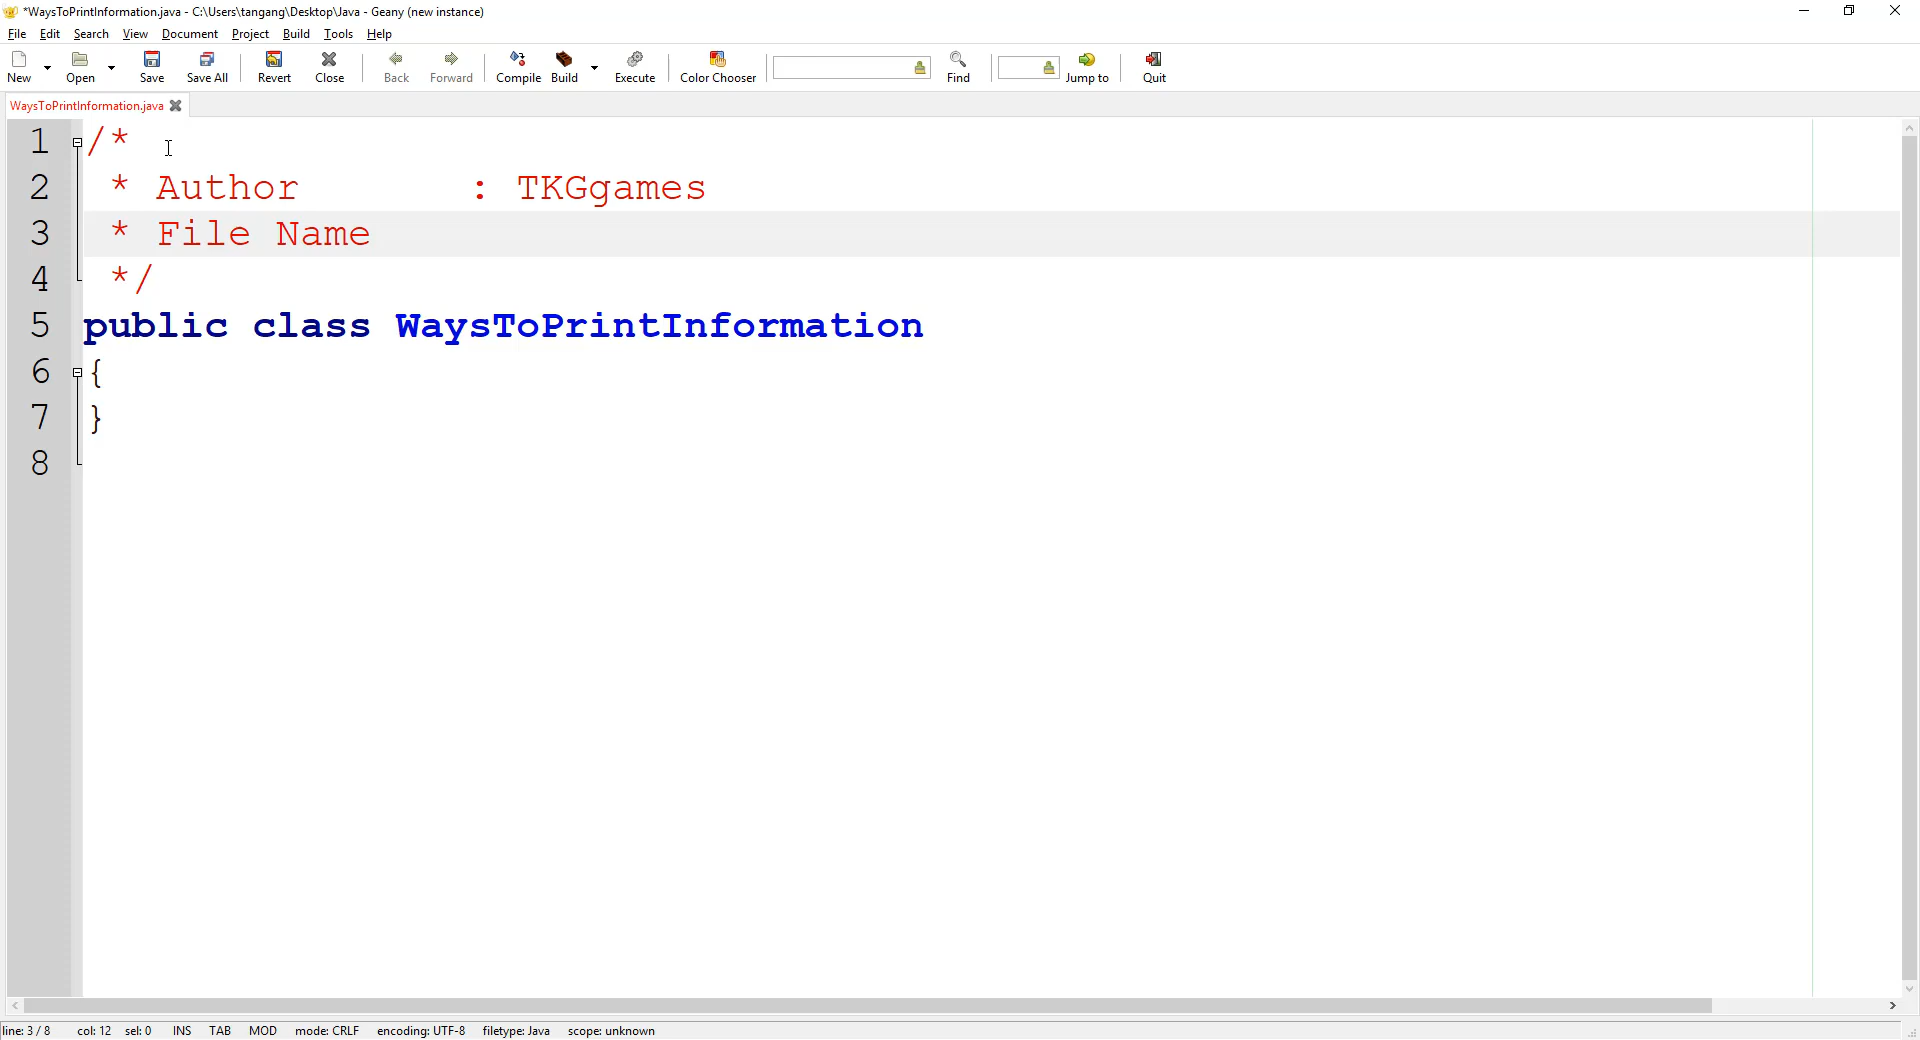 *WaysToPrintInformation.java - C:\Users\tangang\Desktop\Java - Geany (new instance)
File Edit Search View Document Project Build Tools Help
New Open Save Save All Revert Close Back Forward Compile Build Execute Color Chooser Find Jump to Quit
WaysToPrintInformation.java
1 /*
2 * Author : TKGgames
3 * File Name
4 */
5 public class WaysToPrintInformation
6 {
7 }
8
line: 3 / 8 col: 12 sel: 0 INS TAB MOD mode: CRLF encoding: UTF-8 filetype: Java scope: unknown